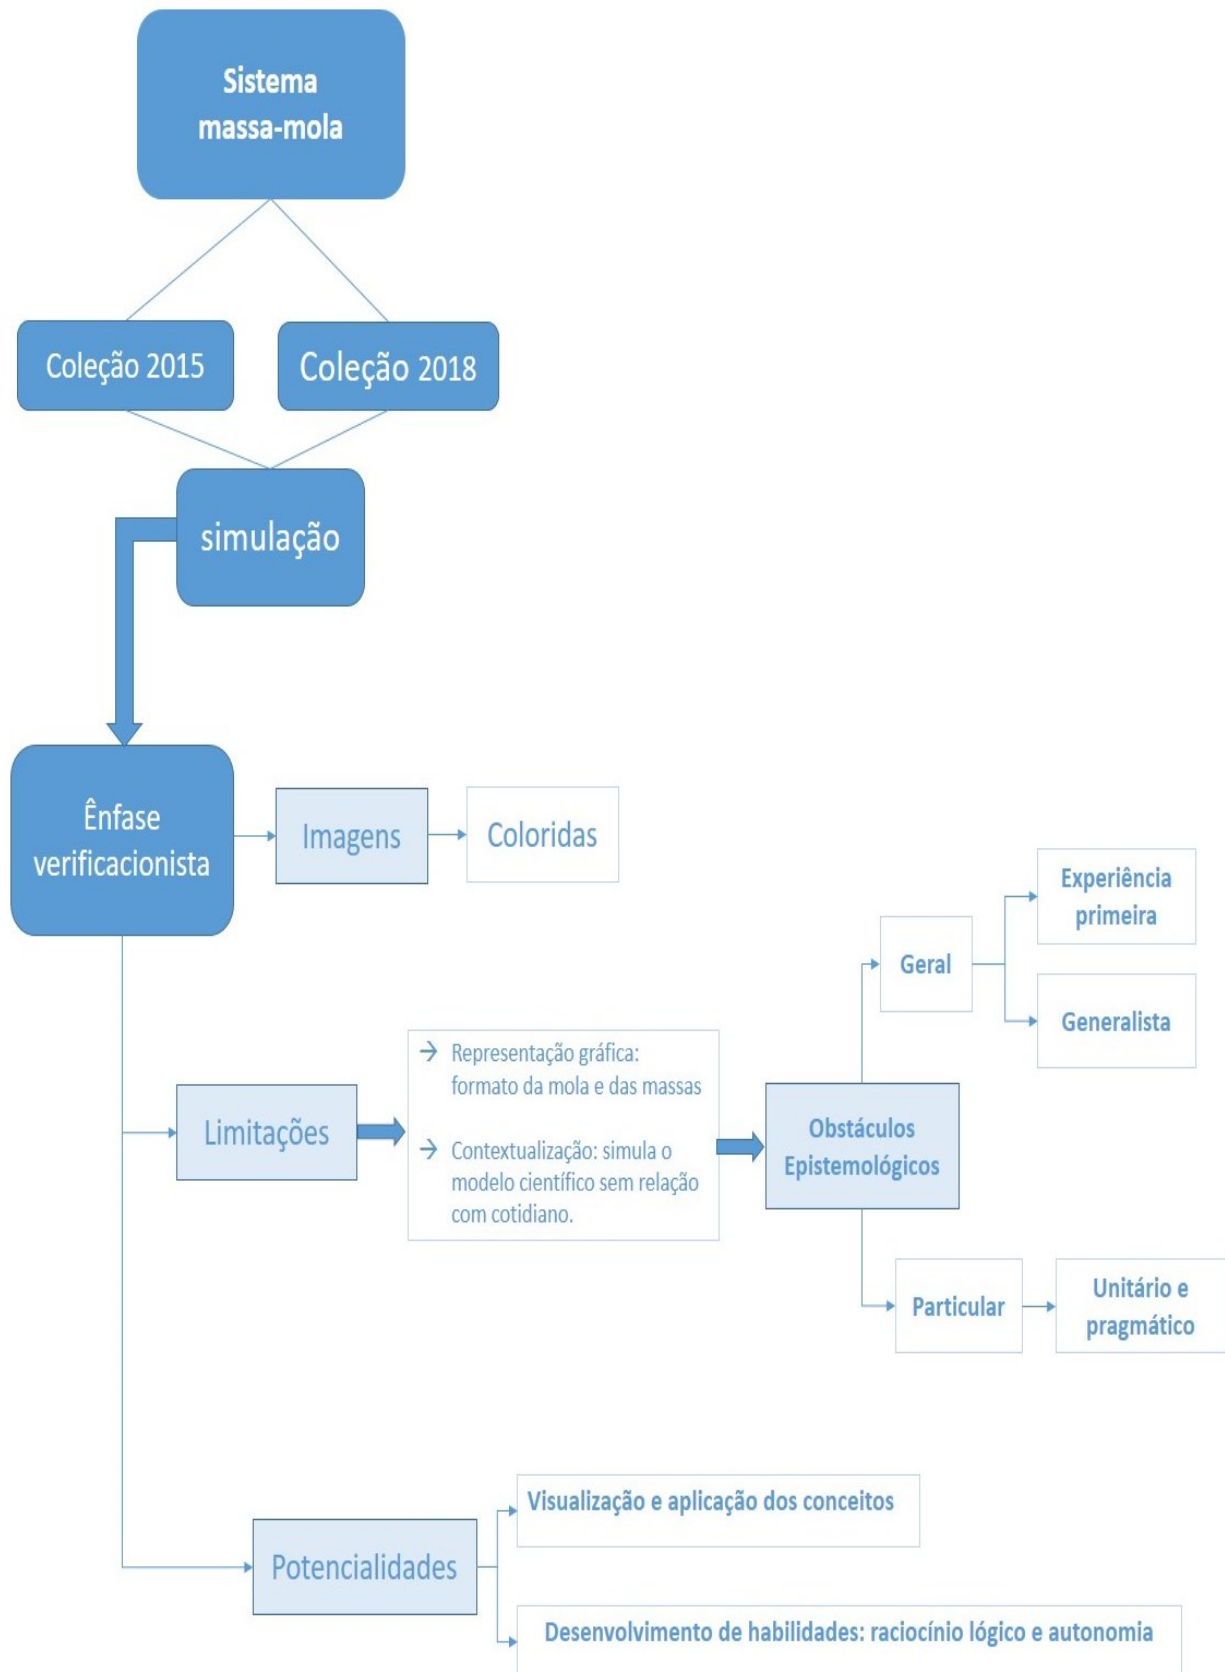 Sistema
massa-mola
Coleção 2015
Coleção 2018
simulação
Ênfase
verificacionista
Imagens
Coloridas
Limitações
→ Representação gráfica:
formato da mola e das massas
→ Contextualização: simula o
modelo científico sem relação
com cotidiano.
Obstáculos
Epistemológicos
Geral
Experiência
primeira
Generalista
Particular
Unitário e
pragmático
Potencialidades
Visualização e aplicação dos conceitos
Desenvolvimento de habilidades: raciocínio lógico e autonomia